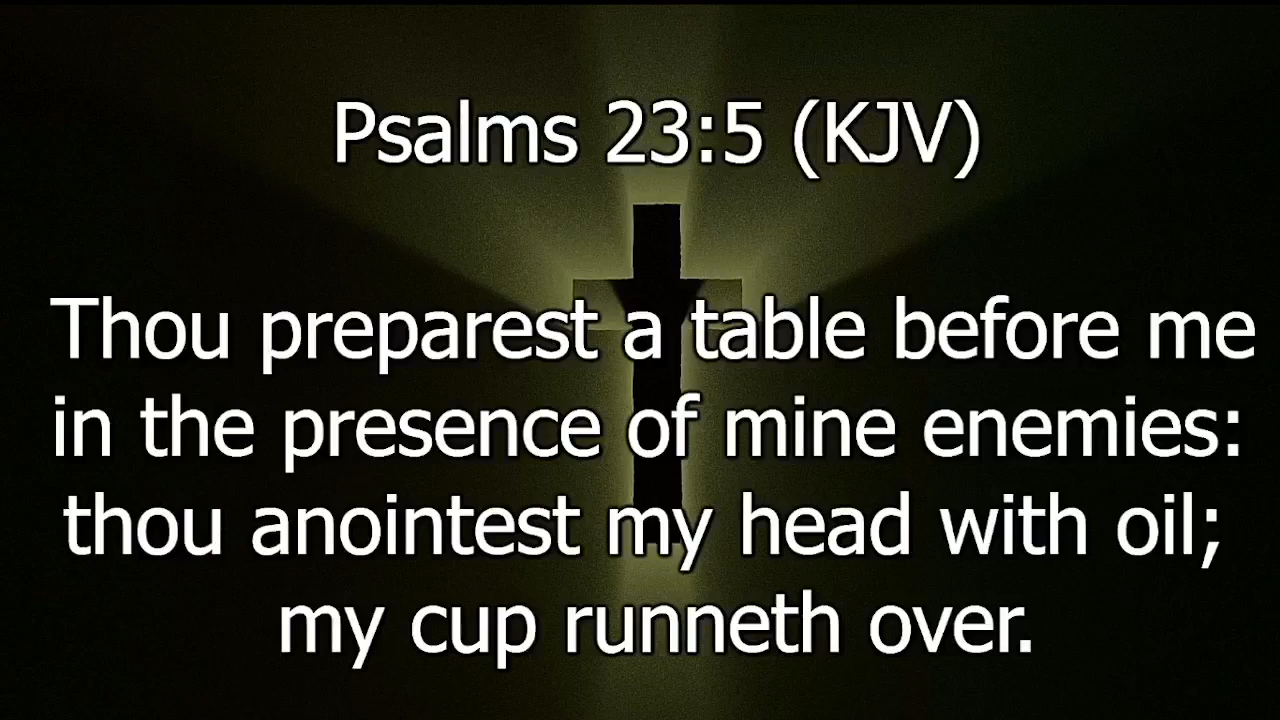 Psalms 23:5 (KJV)
Thou preparest a table before me
in the presence of mine enemies:
thou anointest my head with oil;
my cup runneth over.